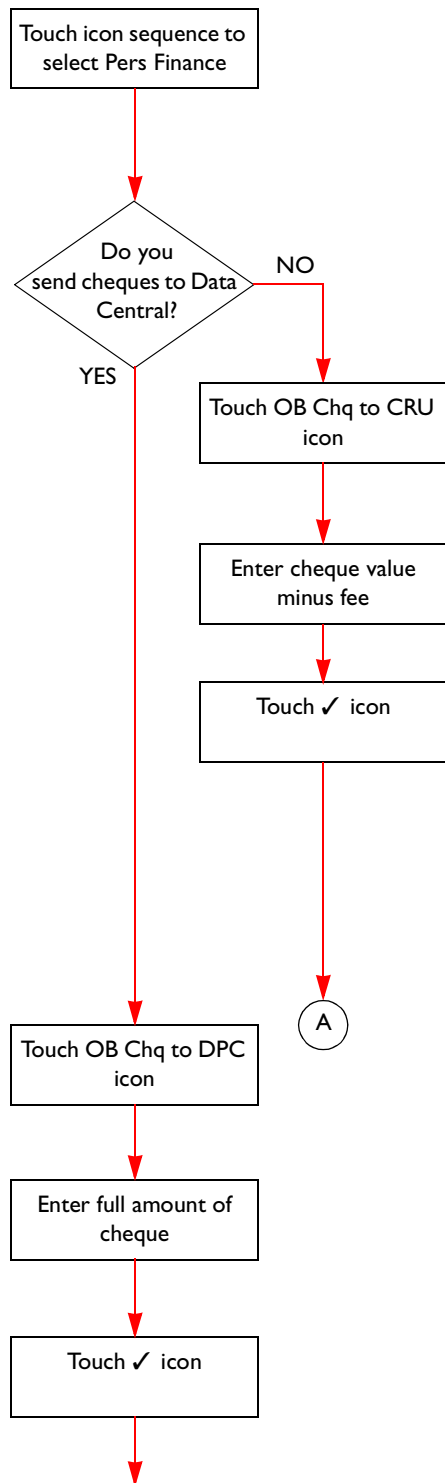 Touch icon sequence to
select Pers Finance
Do you
send cheques to Data
Central?
NO
YES
Touch OB Chq to CRU
icon
Enter cheque value
minus fee
Touch ✓ icon
A
Touch OB Chq to DPC
icon
Enter full amount of
cheque
Touch ✓ icon